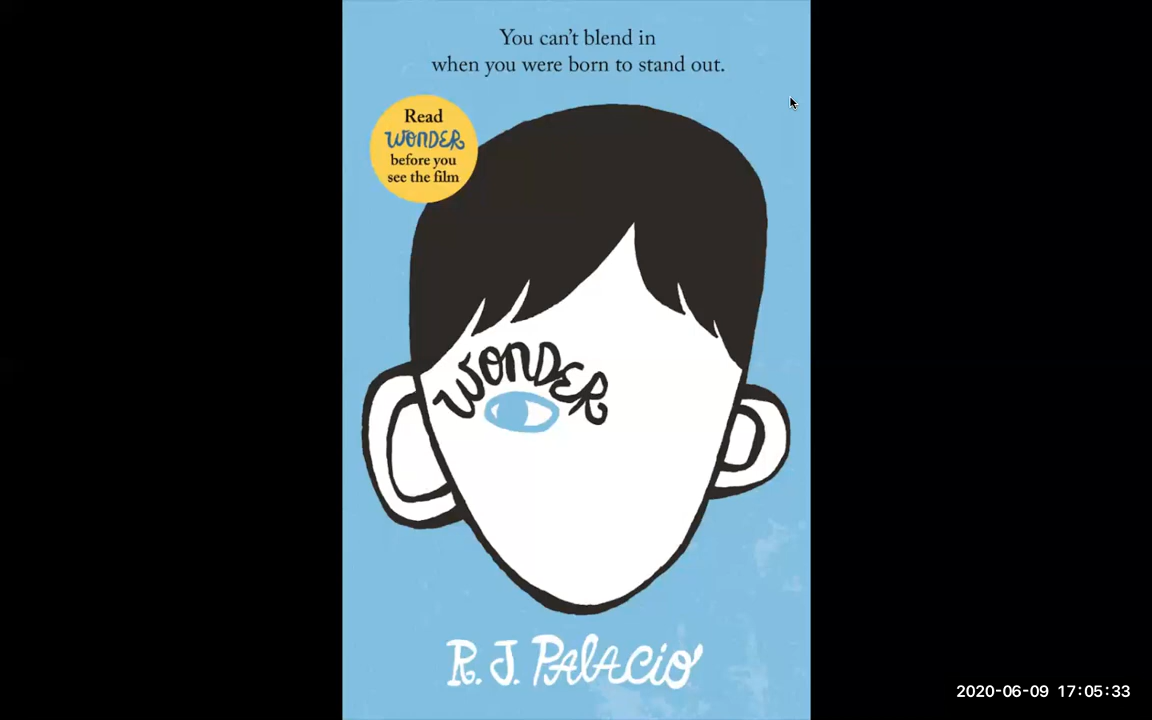 You can't blend in
when you were born to stand out.
Read
WONDER
before you
see the film
WONDER
R. J. PALACIO
2020-06-09 17:05:33